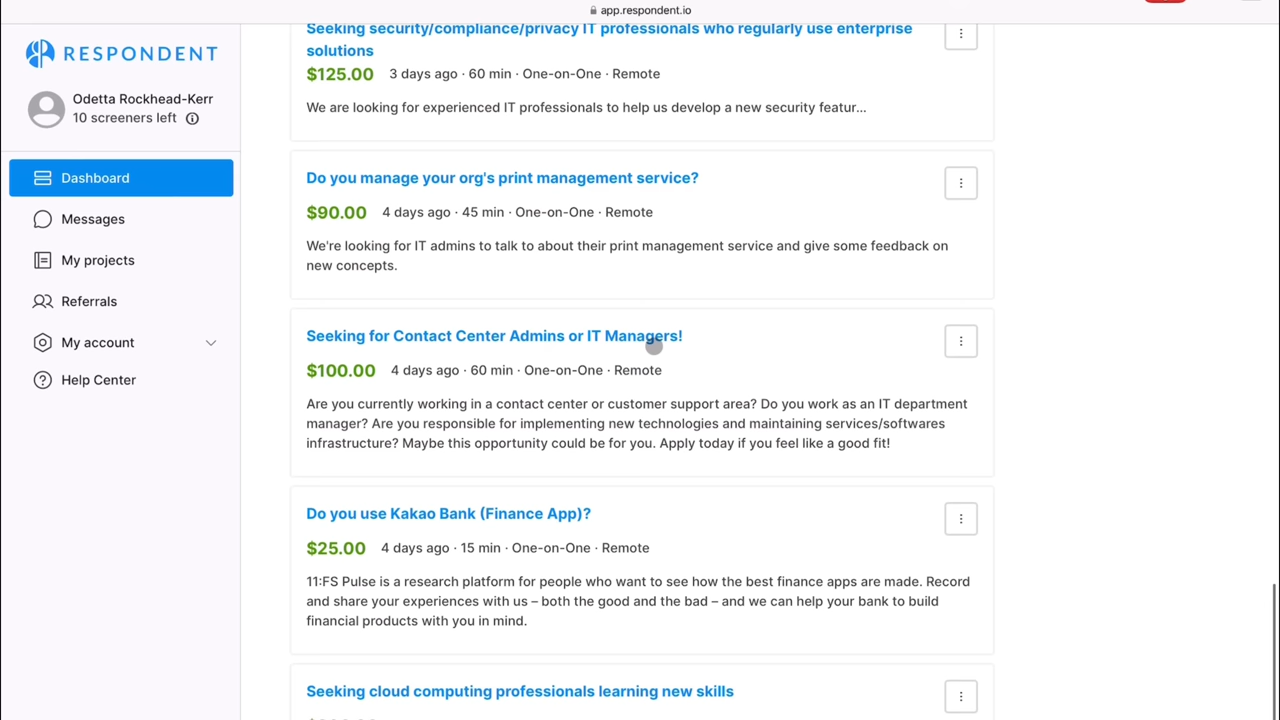 app.respondent.io
RESPONDENT
Odetta Rockhead-Kerr
10 screeners left
Dashboard
Messages
My projects
Referrals
My account
Help Center
Seeking security/compliance/privacy IT professionals who regularly use enterprise
solutions
$125.00 3 days ago · 60 min · One-on-One · Remote
We are looking for experienced IT professionals to help us develop a new security featur...
Do you manage your org's print management service?
$90.00 4 days ago · 45 min · One-on-One · Remote
We're looking for IT admins to talk to about their print management service and give some feedback on
new concepts.
Seeking for Contact Center Admins or IT Managers!
$100.00 4 days ago · 60 min · One-on-One · Remote
Are you currently working in a contact center or customer support area? Do you work as an IT department
manager? Are you responsible for implementing new technologies and maintaining services/softwares
infrastructure? Maybe this opportunity could be for you. Apply today if you feel like a good fit!
Do you use Kakao Bank (Finance App)?
$25.00 4 days ago · 15 min · One-on-One · Remote
11:FS Pulse is a research platform for people who want to see how the best finance apps are made. Record
and share your experiences with us – both the good and the bad – and we can help your bank to build
financial products with you in mind.
Seeking cloud computing professionals learning new skills